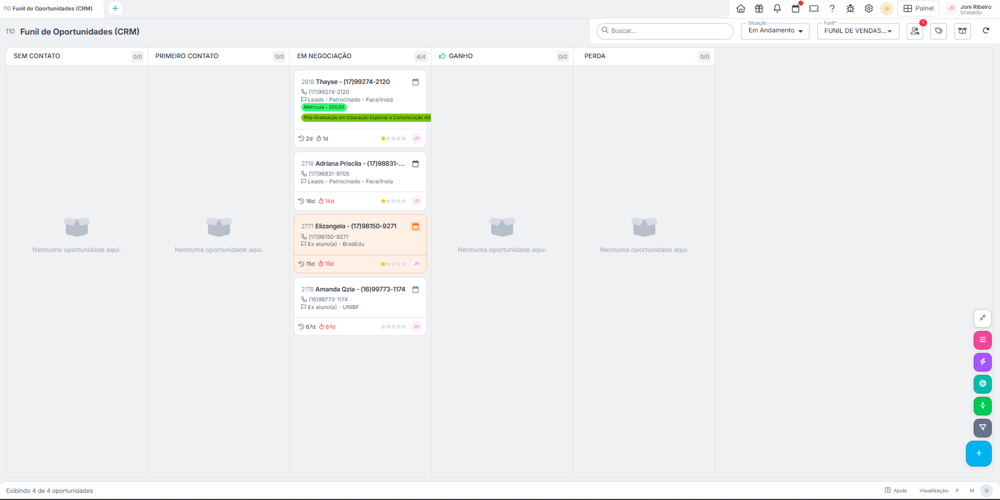 110 Funil de Oportunidades (CRM)
Painel
JR
Joni Ribeiro
brasedu
110 Funil de Oportunidades (CRM)
Buscar...
Situação
Em Andamento
Funil*
FUNIL DE VENDAS...
1
SEM CONTATO 0/0
PRIMEIRO CONTATO 0/0
EM NEGOCIAÇÃO 4/4
GANHO 0/0
PERDA 0/0
Nenhuma oportunidade aqui.
Nenhuma oportunidade aqui.
2818 Thayse - (17)99274-2120
(17)99274-2120
Leads - Patrocinado - Face/Insta
Matrícula - 200,00
Pós-Graduação em Educação Especial e Comunicação Alte
2d 1d JR
2718 Adriana Priscila - (17)98831-...
(17)98831-9705
Leads - Patrocinado - Face/Insta
16d 14d JR
2771 Elizangela - (17)98150-9271
(17)98150-9271
Ex aluno(a) - BrasEdu
15d 15d JR
2178 Amanda Qzia - (16)99773-1174
(16)99773-1174
Ex aluno(a) - UNIBF
67d 67d JR
Nenhuma oportunidade aqui.
Nenhuma oportunidade aqui.
Exibindo 4 de 4 oportunidades
Ajuda
Visualização: P M G